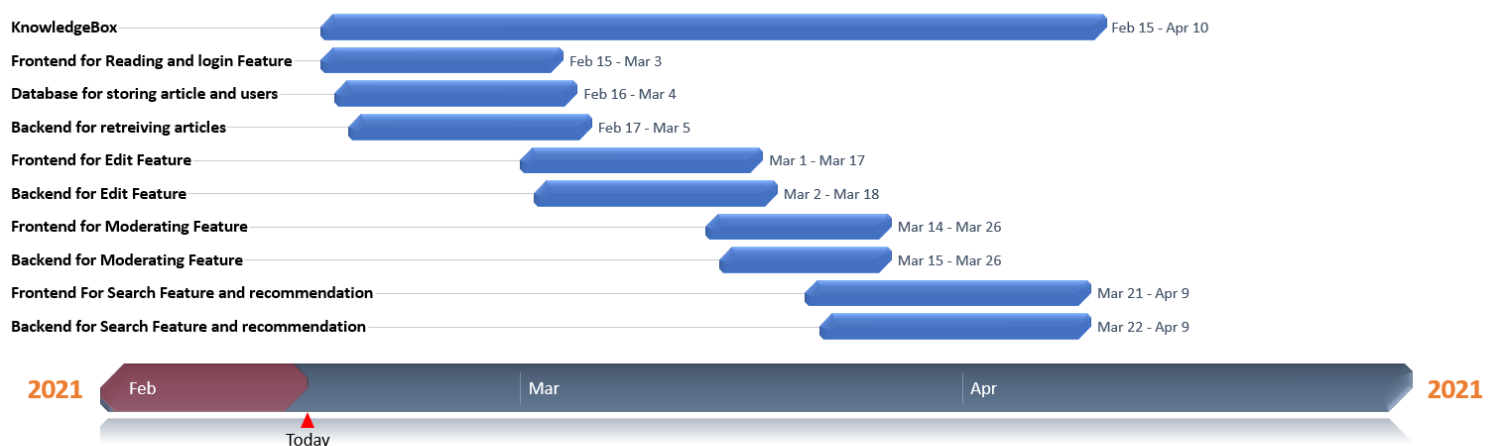 KnowledgeBox Feb 15 - Apr 10
Frontend for Reading and login Feature Feb 15 - Mar 3
Database for storing article and users Feb 16 - Mar 4
Backend for retreiving articles Feb 17 - Mar 5
Frontend for Edit Feature Mar 1 - Mar 17
Backend for Edit Feature Mar 2 - Mar 18
Frontend for Moderating Feature Mar 14 - Mar 26
Backend for Moderating Feature Mar 15 - Mar 26
Frontend For Search Feature and recommendation Mar 21 - Apr 9
Backend for Search Feature and recommendation Mar 22 - Apr 9
2021 Feb Mar Apr 2021
Today